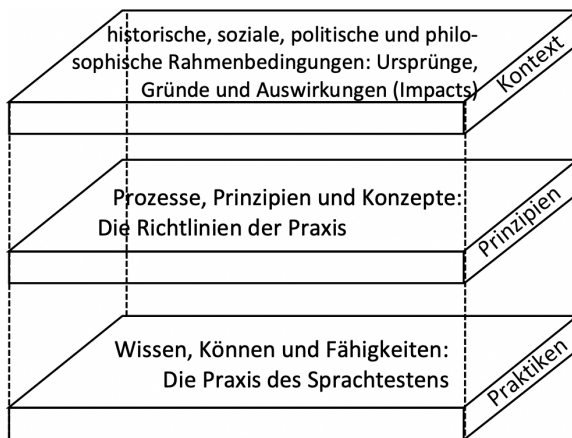 historische, soziale, politische und philo-
sophische Rahmenbedingungen: Ursprünge,
Gründe und Auswirkungen (Impacts)
Kontext
Prozesse, Prinzipien und Konzepte:
Die Richtlinien der Praxis
Prinzipien
Wissen, Können und Fähigkeiten:
Die Praxis des Sprachtestens
Praktiken